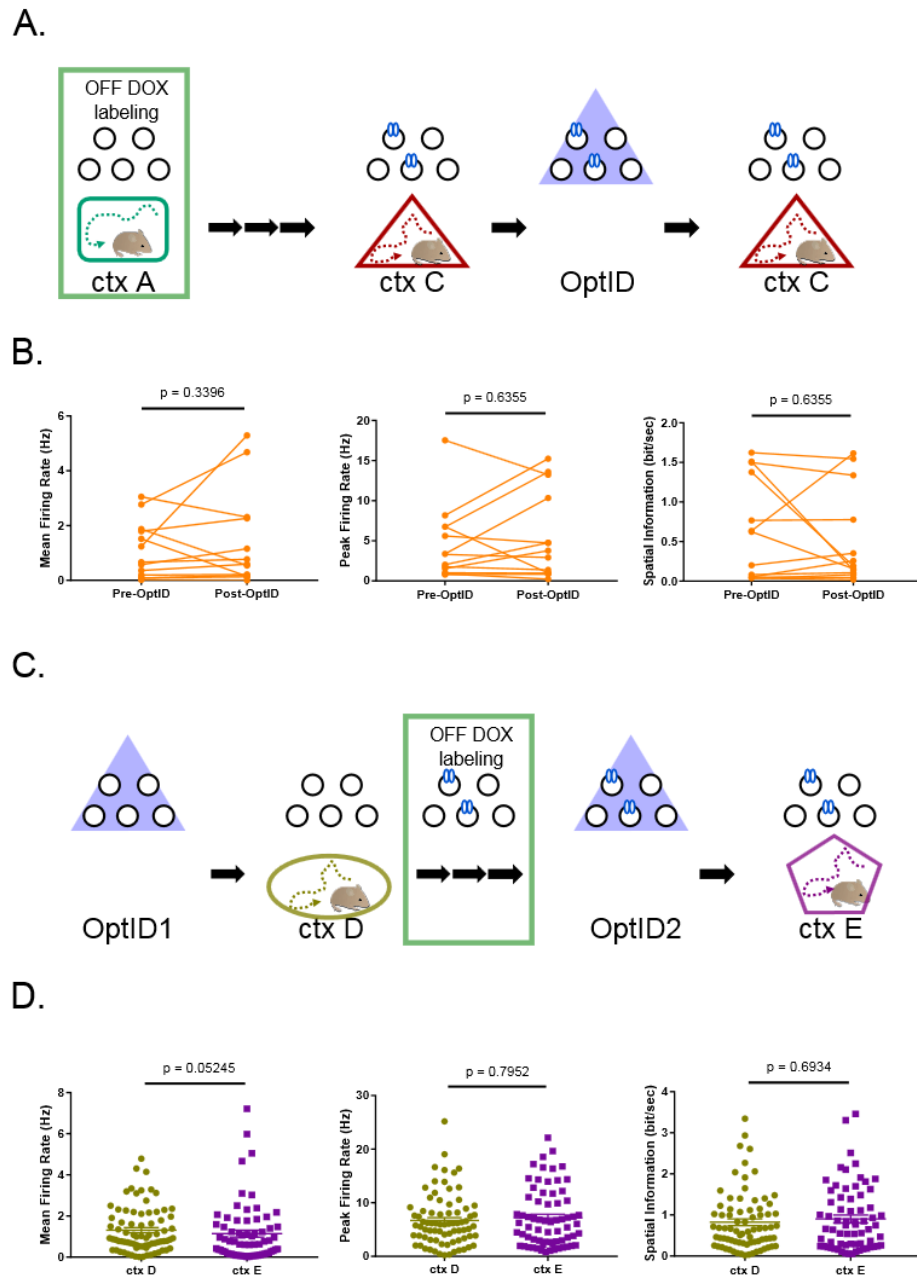 A.
OFF DOX
labeling
ctx A
ctx C
OptID
ctx C
B.
p = 0.3396
Mean Firing Rate (Hz)
6
4
2
0
Pre-OptID
Post-OptID
p = 0.6355
Peak Firing Rate (Hz)
20
15
10
5
0
Pre-OptID
Post-OptID
p = 0.6355
Spatial Information (bit/sec)
2.0
1.5
1.0
0.5
0.0
Pre-OptID
Post-OptID
C.
OFF DOX
labeling
OptID1
ctx D
OptID2
ctx E
D.
p = 0.05245
Mean Firing Rate (Hz)
8
6
4
2
0
ctx D
ctx E
p = 0.7952
Peak Firing Rate (Hz)
30
20
10
0
ctx D
ctx E
p = 0.6934
Spatial Information (bit/sec)
4
3
2
1
0
ctx D
ctx E